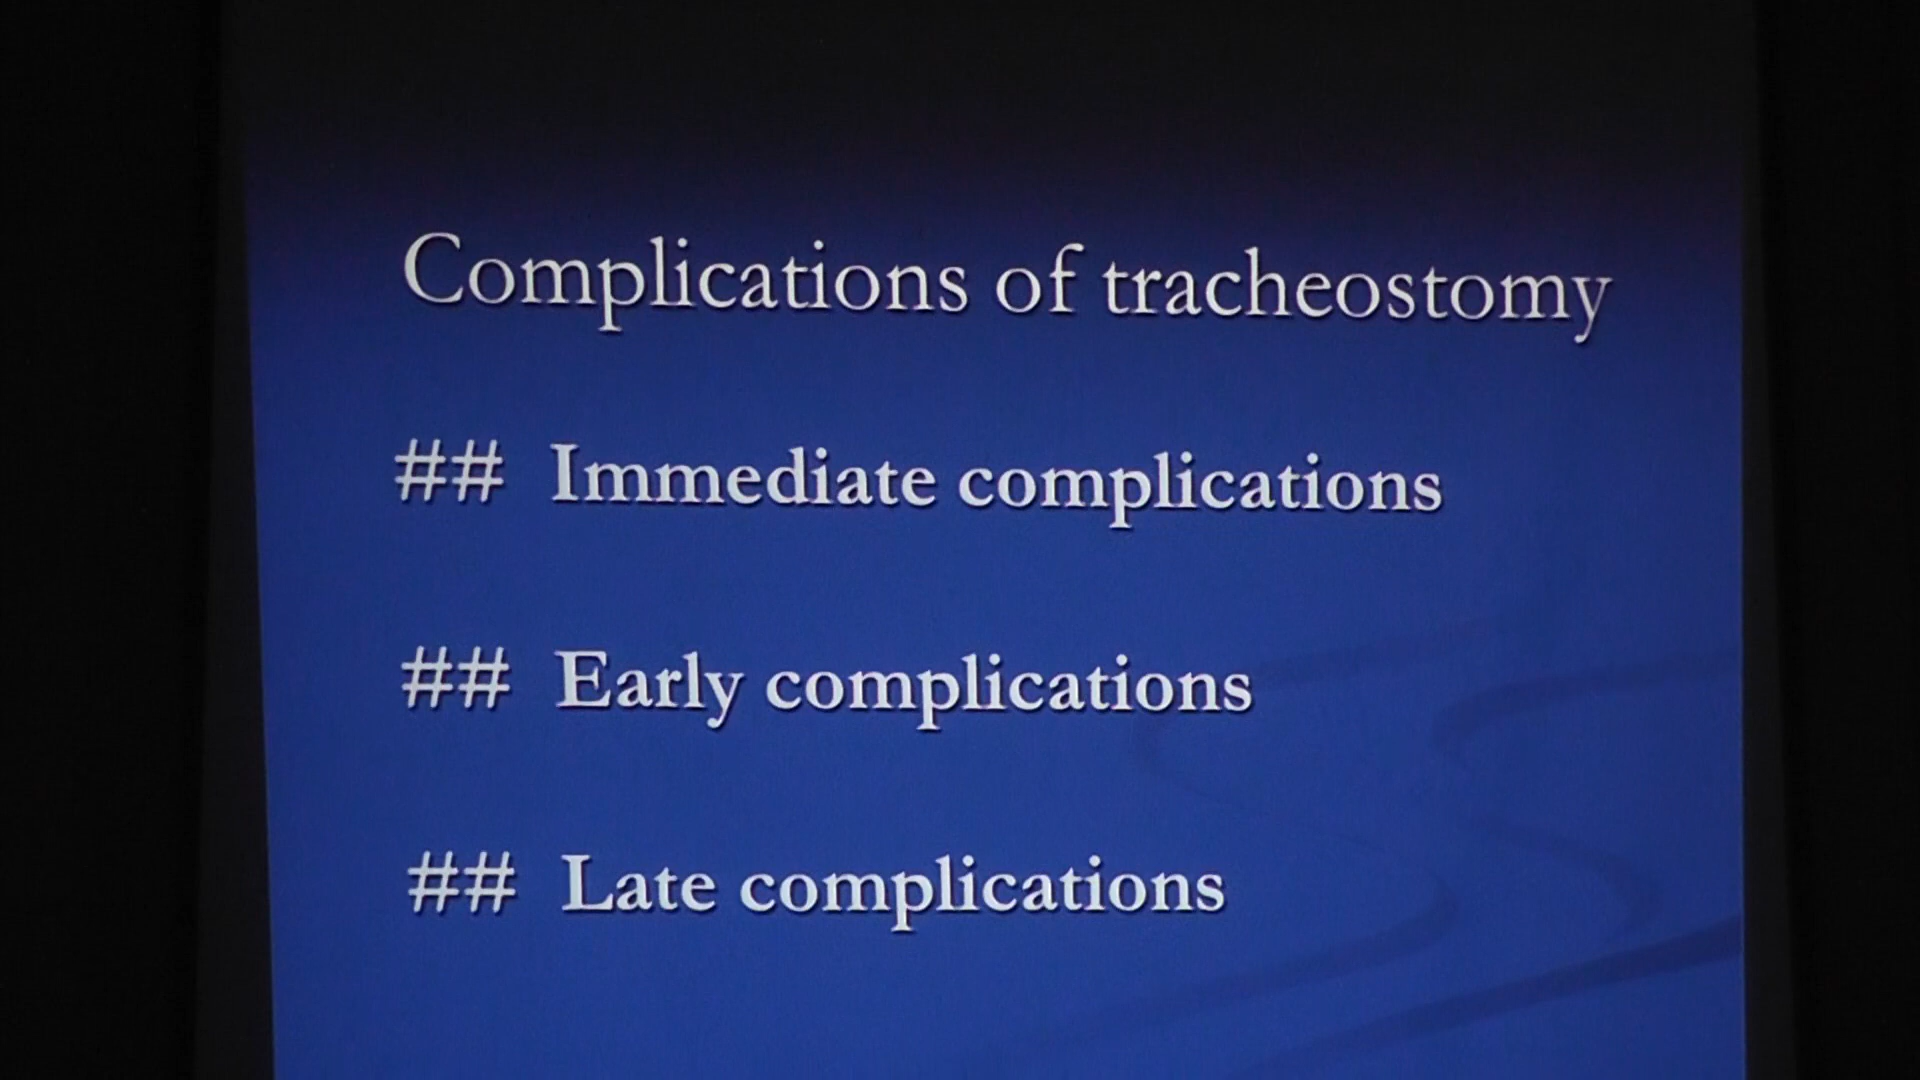 Complications of tracheostomy
## Immediate complications
## Early complications
## Late complications